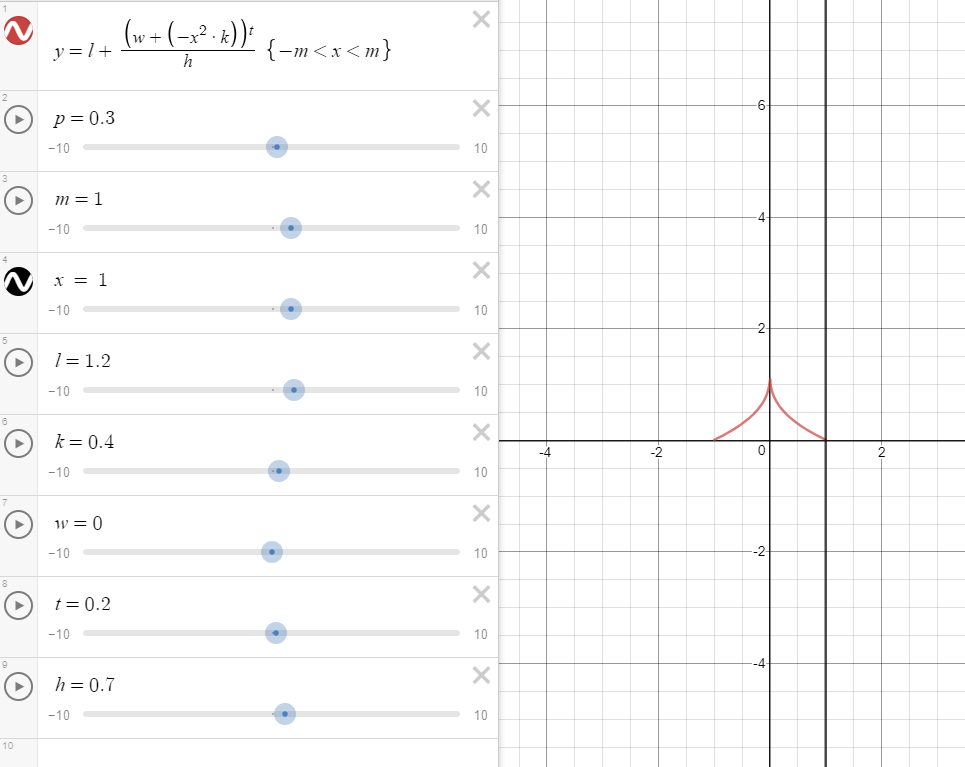 1
y = l + (w + (−x² · k))ᵗ / h {−m < x < m}
2
p = 0.3
−10 10
3
m = 1
−10 10
4
x = 1
−10 10
5
l = 1.2
−10 10
6
k = 0.4
−10 10
7
w = 0
−10 10
8
t = 0.2
−10 10
9
h = 0.7
−10 10
10
6
4
2
-4 -2 0 2
-2
-4